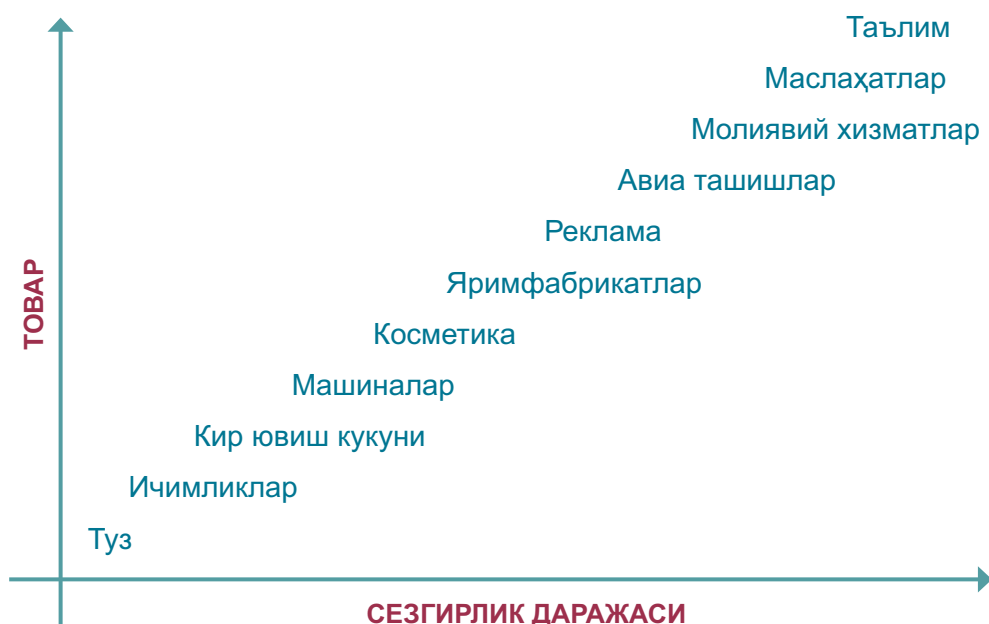 Таълим
Маслаҳатлар
Молиявий хизматлар
Авиа ташишлар
Реклама
Яримфабрикатлар
Косметика
Машиналар
Кир ювиш кукуни
Ичимликлар
Туз
ТОВАР
СЕЗГИРЛИК ДАРАЖАСИ